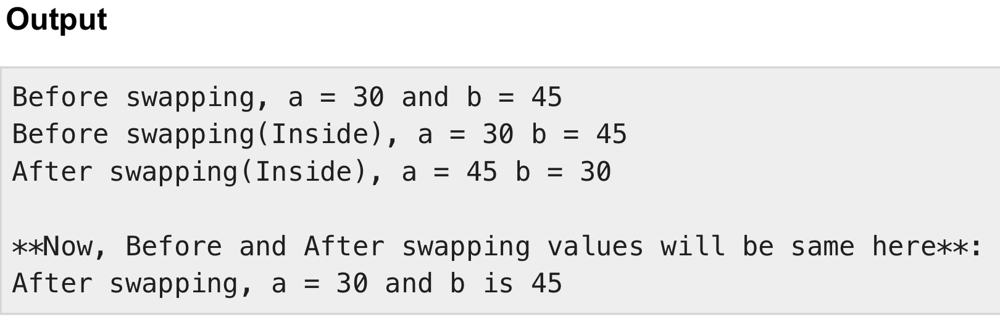 Output
Before swapping, a = 30 and b = 45
Before swapping(Inside), a = 30 b = 45
After swapping(Inside), a = 45 b = 30
**Now, Before and After swapping values will be same here**:
After swapping, a = 30 and b is 45